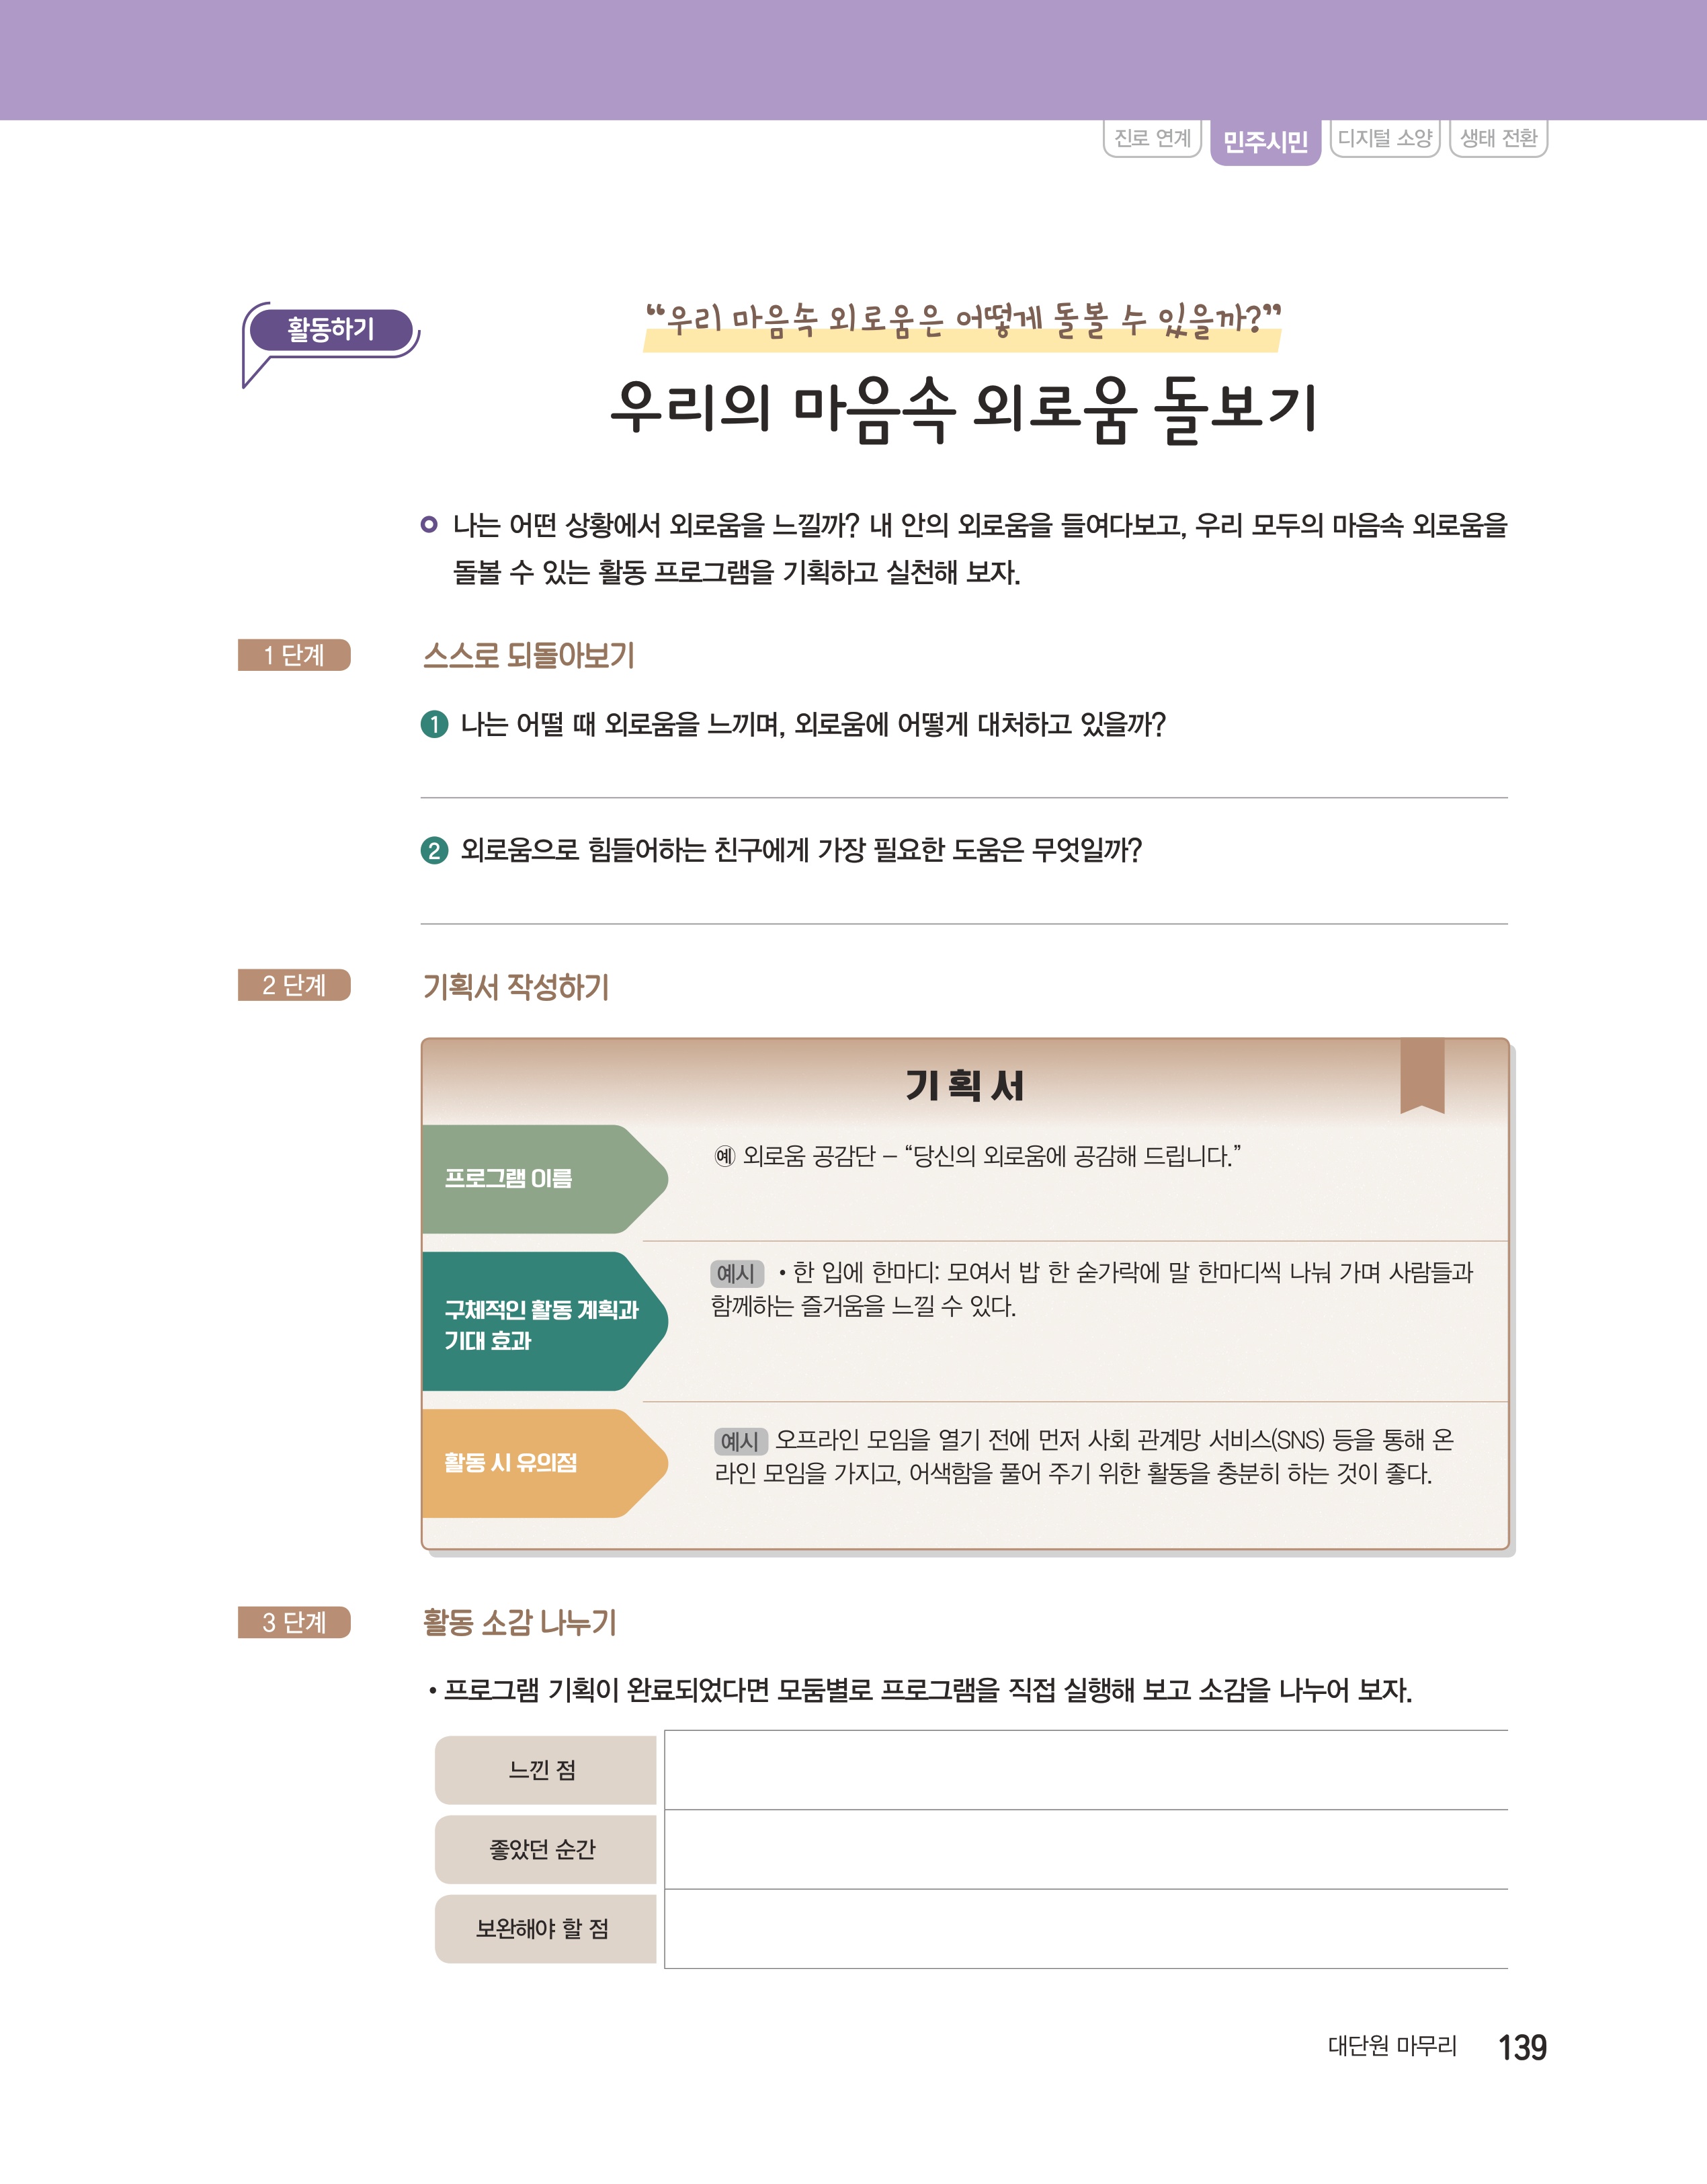 진로 연계 민주시민 디지털 소양 생태 전환
활동하기
“우리 마음속 외로움은 어떻게 돌볼 수 있을까?”
우리의 마음속 외로움 돌보기
나는 어떤 상황에서 외로움을 느낄까? 내 안의 외로움을 들여다보고, 우리 모두의 마음속 외로움을
돌볼 수 있는 활동 프로그램을 기획하고 실천해 보자.
1 단계 스스로 되돌아보기
1 나는 어떨 때 외로움을 느끼며, 외로움에 어떻게 대처하고 있을까?
2 외로움으로 힘들어하는 친구에게 가장 필요한 도움은 무엇일까?
2 단계 기획서 작성하기
기획서
프로그램 이름
예 외로움 공감단 – “당신의 외로움에 공감해 드립니다.”
구체적인 활동 계획과
기대 효과
예시 • 한 입에 한마디: 모여서 밥 한 숟가락에 말 한마디씩 나눠 가며 사람들과
함께하는 즐거움을 느낄 수 있다.
활동 시 유의점
예시 오프라인 모임을 열기 전에 먼저 사회 관계망 서비스(SNS) 등을 통해 온
라인 모임을 가지고, 어색함을 풀어 주기 위한 활동을 충분히 하는 것이 좋다.
3 단계 활동 소감 나누기
• 프로그램 기획이 완료되었다면 모둠별로 프로그램을 직접 실행해 보고 소감을 나누어 보자.
느낀 점
좋았던 순간
보완해야 할 점
대단원 마무리 139